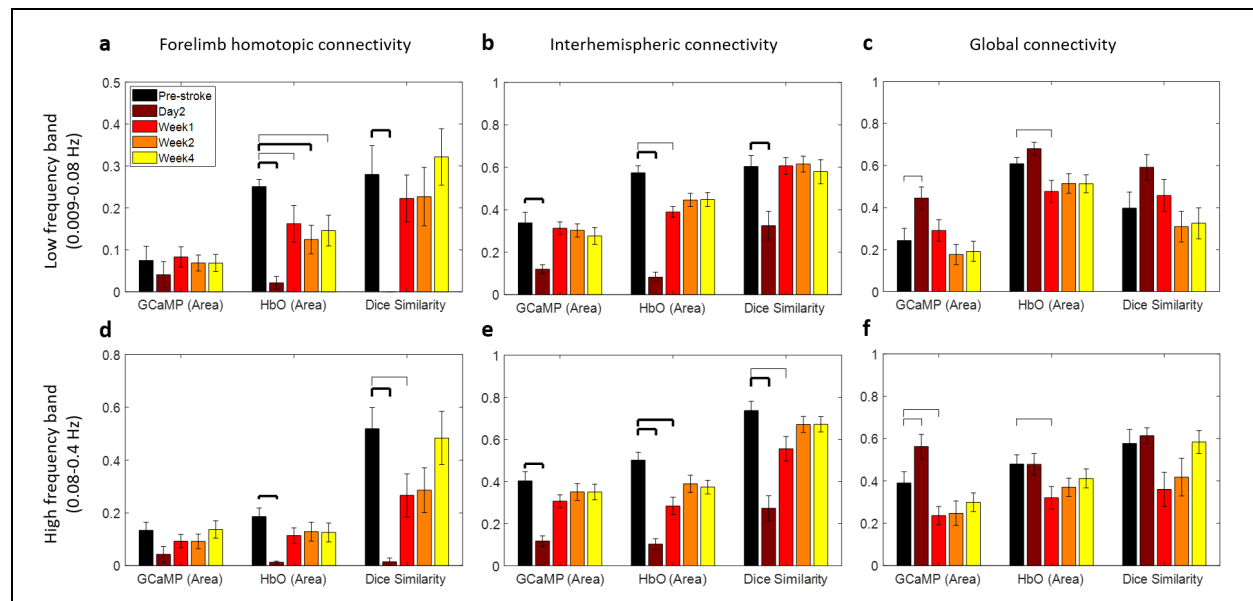 a Forelimb homotopic connectivity
b Interhemispheric connectivity
c Global connectivity
Low frequency band
(0.009-0.08 Hz)
0.5
0.4
0.3
0.2
0.1
0
Pre-stroke
Day2
Week1
Week2
Week4
GCaMP (Area) HbO (Area) Dice Similarity
1
0.8
0.6
0.4
0.2
0
GCaMP (Area) HbO (Area) Dice Similarity
1
0.8
0.6
0.4
0.2
0
GCaMP (Area) HbO (Area) Dice Similarity
High frequency band
(0.08-0.4 Hz)
d
0.8
0.6
0.4
0.2
0
GCaMP (Area) HbO (Area) Dice Similarity
e
1
0.8
0.6
0.4
0.2
0
GCaMP (Area) HbO (Area) Dice Similarity
f
1
0.8
0.6
0.4
0.2
0
GCaMP (Area) HbO (Area) Dice Similarity